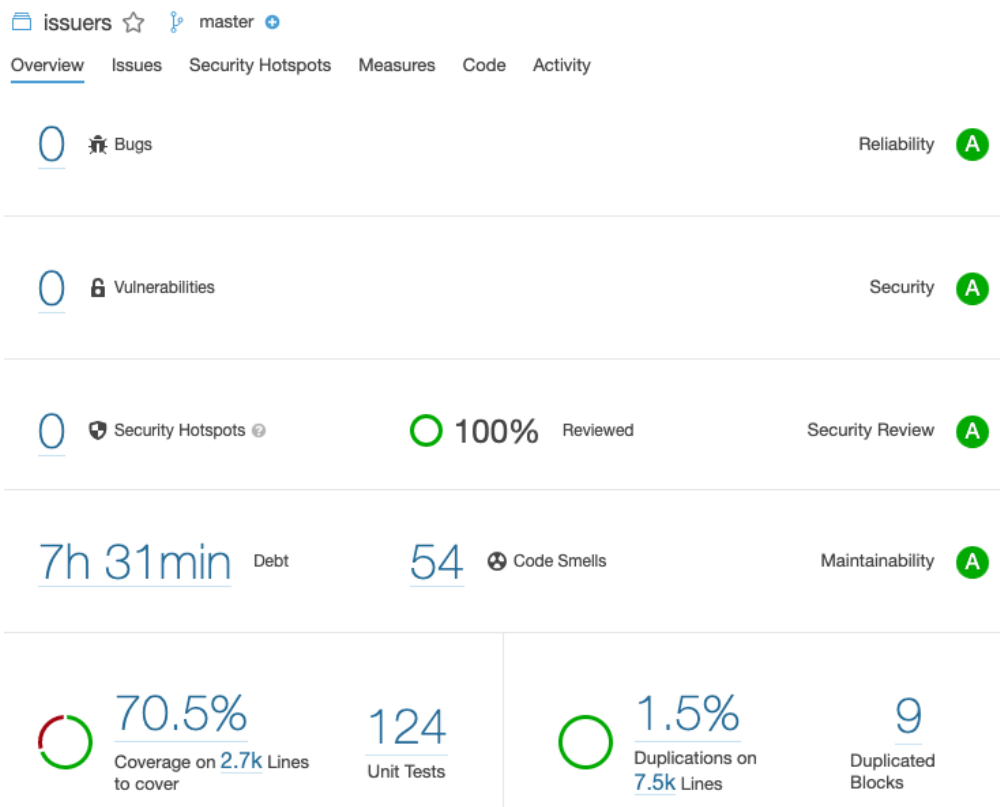 issuers master
Overview Issues Security Hotspots Measures Code Activity
0 Bugs Reliability A
0 Vulnerabilities Security A
0 Security Hotspots ? 100% Reviewed Security Review A
7h 31min Debt 54 Code Smells Maintainability A
70.5%
Coverage on 2.7k Lines
to cover
124
Unit Tests
1.5%
Duplications on
7.5k Lines
9
Duplicated
Blocks